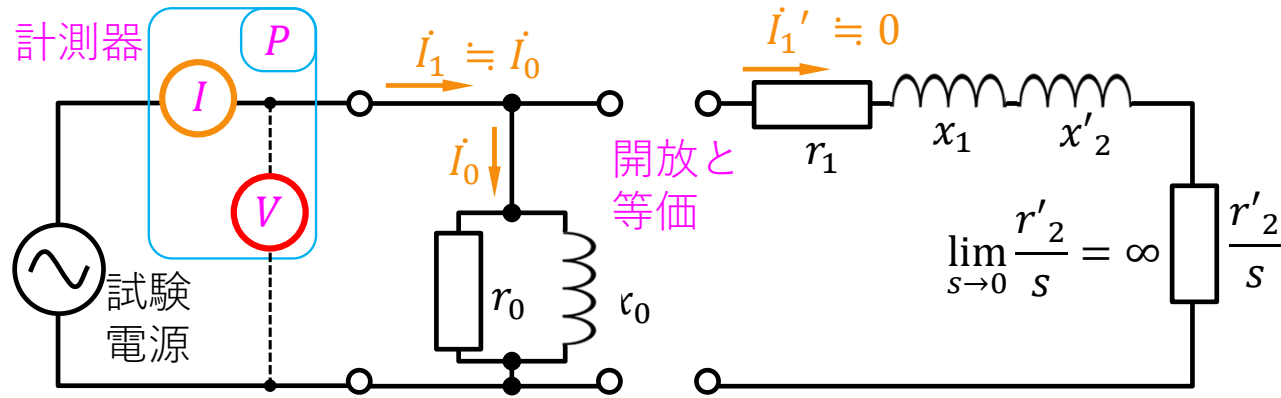 計測器
P
I
V
試験
電源
İ₁ ≒ İ₀
İ₀
r₀
x₀
開放と
等価
İ₁′ ≒ 0
r₁
x₁
x′₂
lim s→0 r′₂/s = ∞
r′₂/s